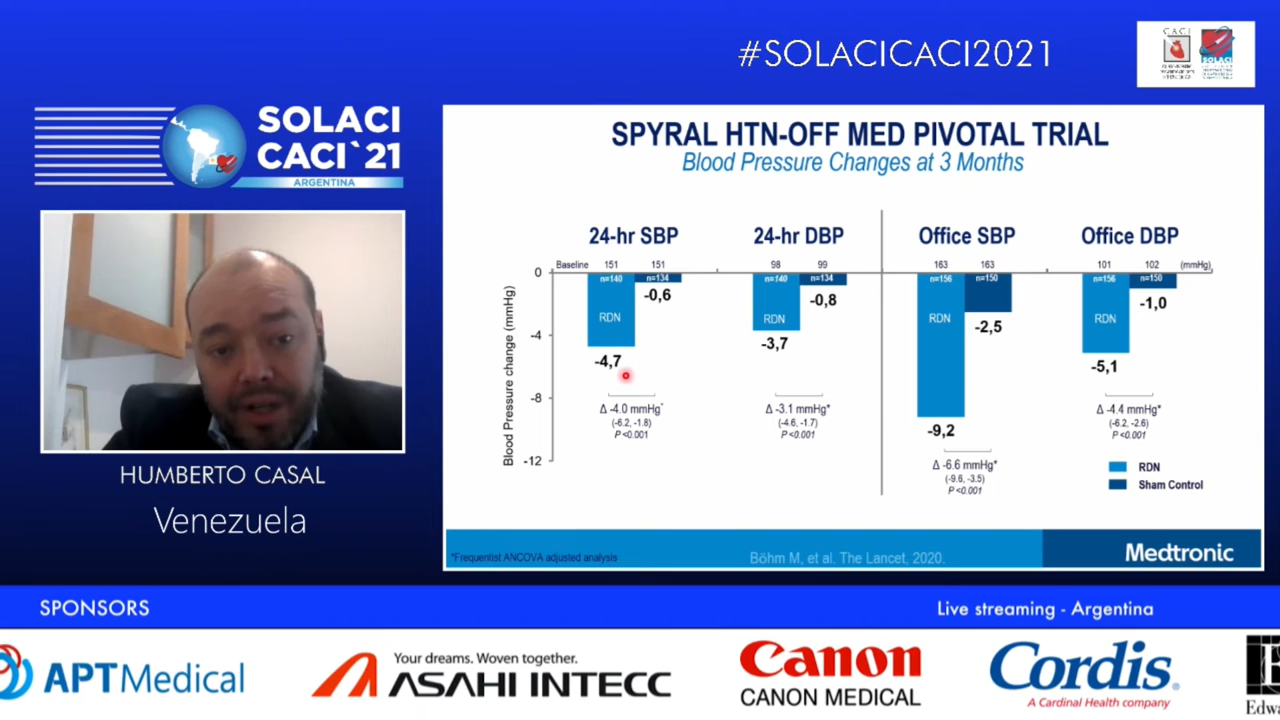 #SOLACICACI2021
CACI
SOLACI
SOLACI
CACI`21
ARGENTINA
HUMBERTO CASAL
Venezuela
SPYRAL HTN-OFF MED PIVOTAL TRIAL
Blood Pressure Changes at 3 Months
24-hr SBP 24-hr DBP Office SBP Office DBP
Baseline 151 151 98 99 163 163 101 102 (mmHg)
Blood Pressure change (mmHg)
0
-4
-8
-12
n=140 n=134 n=140 n=134 n=156 n=150 n=156 n=150
RDN RDN RDN RDN
-0,6 -0,8 -2,5 -1,0
-4,7 -3,7 -9,2 -5,1
Δ -4.0 mmHg*
(-6.2, -1.8)
P <0.001
Δ -3.1 mmHg*
(-4.6, -1.7)
P <0.001
Δ -6.6 mmHg*
(-9.6, -3.5)
P <0.001
Δ -4.4 mmHg*
(-6.2, -2.6)
P <0.001
RDN
Sham Control
*Frequentist ANCOVA adjusted analysis
Böhm M, et al. The Lancet, 2020.
Medtronic
SPONSORS
Live streaming - Argentina
APT Medical
Your dreams. Woven together.
ASAHI INTECC
Canon
CANON MEDICAL
Cordis®
A Cardinal Health company
E
Edwa